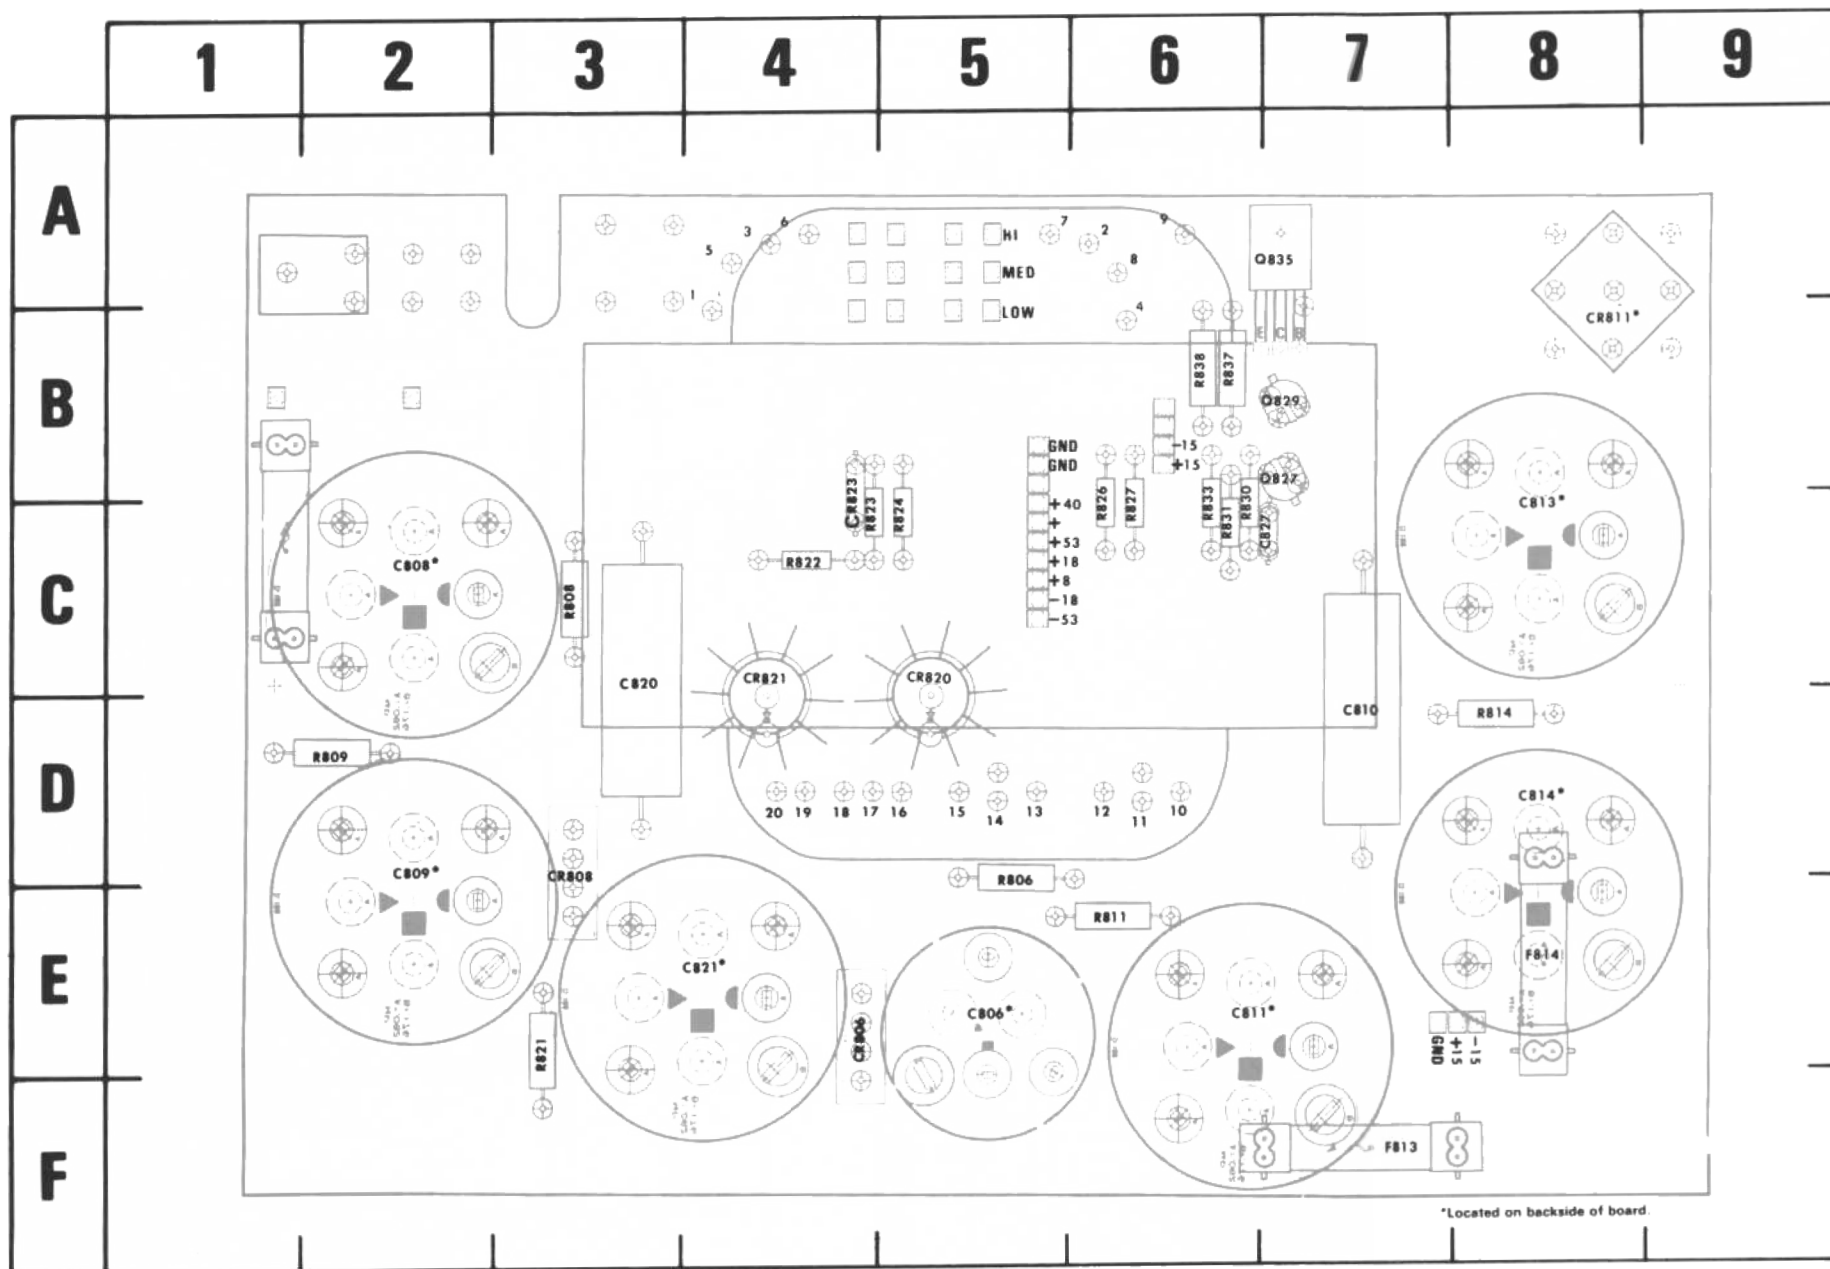 1 2 3 4 5 6 7 8 9
A
B
C
D
E
F
3 6
5
1
HI
MED
LOW
7 2 9
8
4
Q835
E C B
CR811*
R838
R837
Q829
-15
+15
GND
GND
+40
+
+53
+18
+8
-18
-53
CR823
R823
R824
R822
R826
R827
R833
R831
R830
Q827
C827
C813*
C808*
R808
C820
CR821
CR820
C810
R814
R809
20 19 18 17 16 15 14 13 12 11 10
C814*
C809*
CR808
R806
R811
C821*
CR806
C806*
C811*
F814
R821
GND
+15
-15
F813
*Located on backside of board.